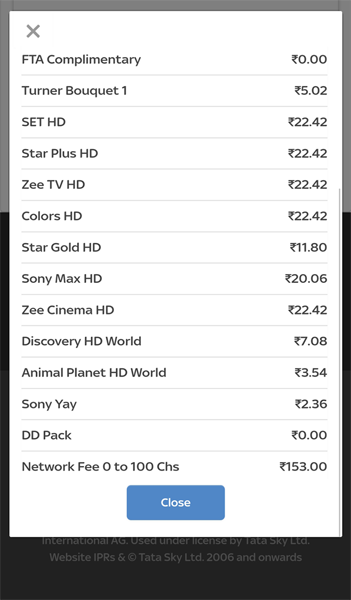 FTA Complimentary ₹0.00
Turner Bouquet 1 ₹5.02
SET HD ₹22.42
Star Plus HD ₹22.42
Zee TV HD ₹22.42
Colors HD ₹22.42
Star Gold HD ₹11.80
Sony Max HD ₹20.06
Zee Cinema HD ₹22.42
Discovery HD World ₹7.08
Animal Planet HD World ₹3.54
Sony Yay ₹2.36
DD Pack ₹0.00
Network Fee 0 to 100 Chs ₹153.00
Close
International AG. Used under license by Tata Sky Ltd.
Website IPRs & © Tata Sky Ltd. 2006 and onwards